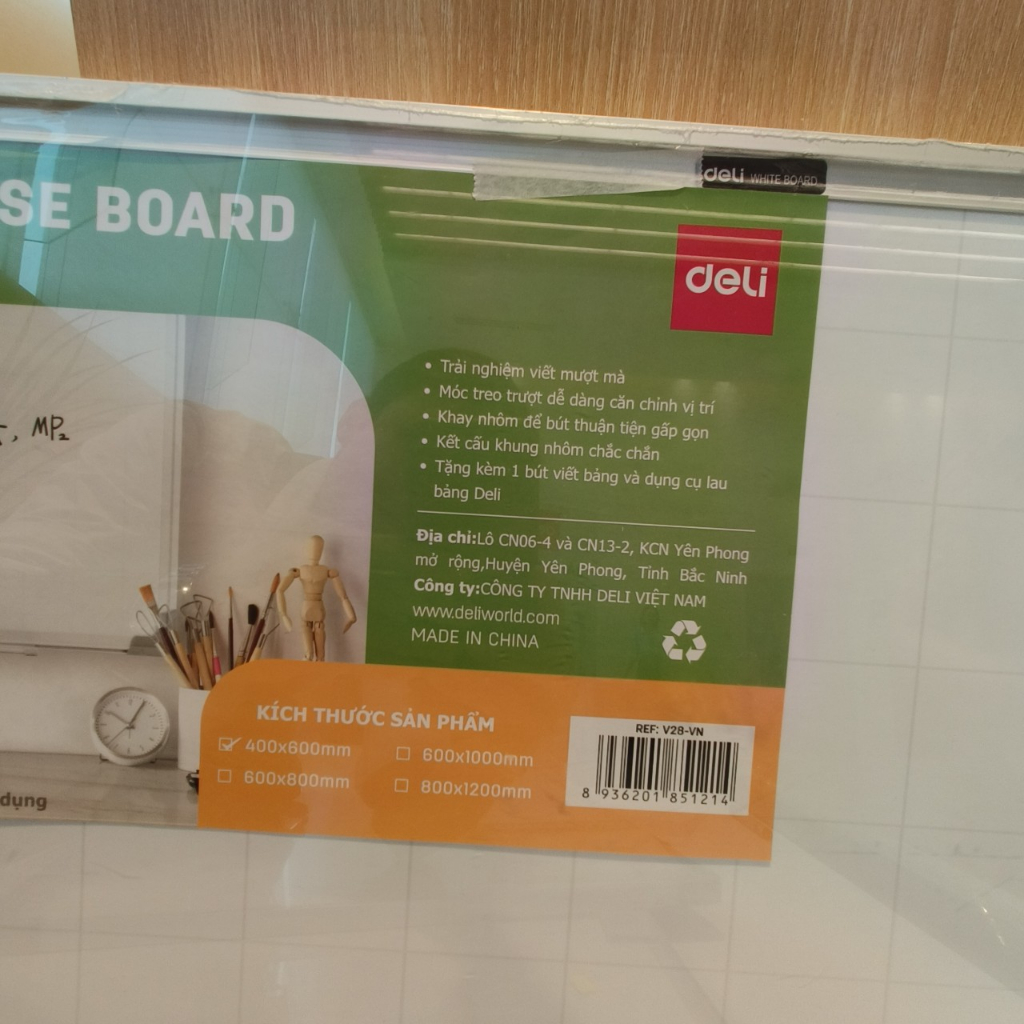 deli WHITE BOARD
SE BOARD
deli
, MP₂
• Trải nghiệm viết mượt mà
• Móc treo trượt dễ dàng căn chỉnh vị trí
• Khay nhôm để bút thuận tiện gấp gọn
• Kết cấu khung nhôm chắc chắn
• Tặng kèm 1 bút viết bảng và dụng cụ lau
bảng Deli
Địa chỉ:Lô CN06-4 và CN13-2, KCN Yên Phong
mở rộng,Huyện Yên Phong, Tỉnh Bắc Ninh
Công ty:CÔNG TY TNHH DELI VIỆT NAM
www.deliworld.com
MADE IN CHINA
KÍCH THƯỚC SẢN PHẨM
☑ 400x600mm ☐ 600x1000mm
☐ 600x800mm ☐ 800x1200mm
REF: V28-VN
8 936201 851214
dụng